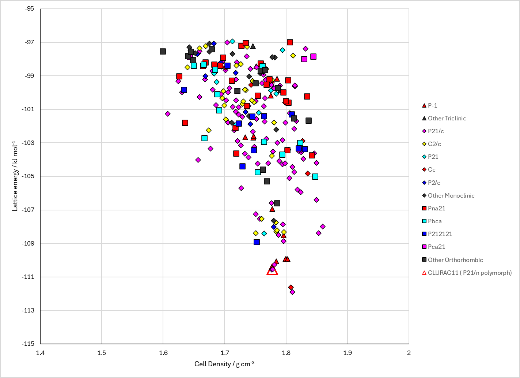 -95
-97
-99
-101
-103
-105
-107
-109
-111
-113
-115
1.4
1.5
1.6
1.7
1.8
1.9
2
Lattice energy/ kJ mol⁻¹
Cell Density / g cm⁻³
P-1
Other Triclinic
P21/c
C2/c
P21
Cc
P2/c
Other Monoclinic
Pna21
Pbca
P212121
Pca21
Other Orthorhombic
(P21/n polymorph)